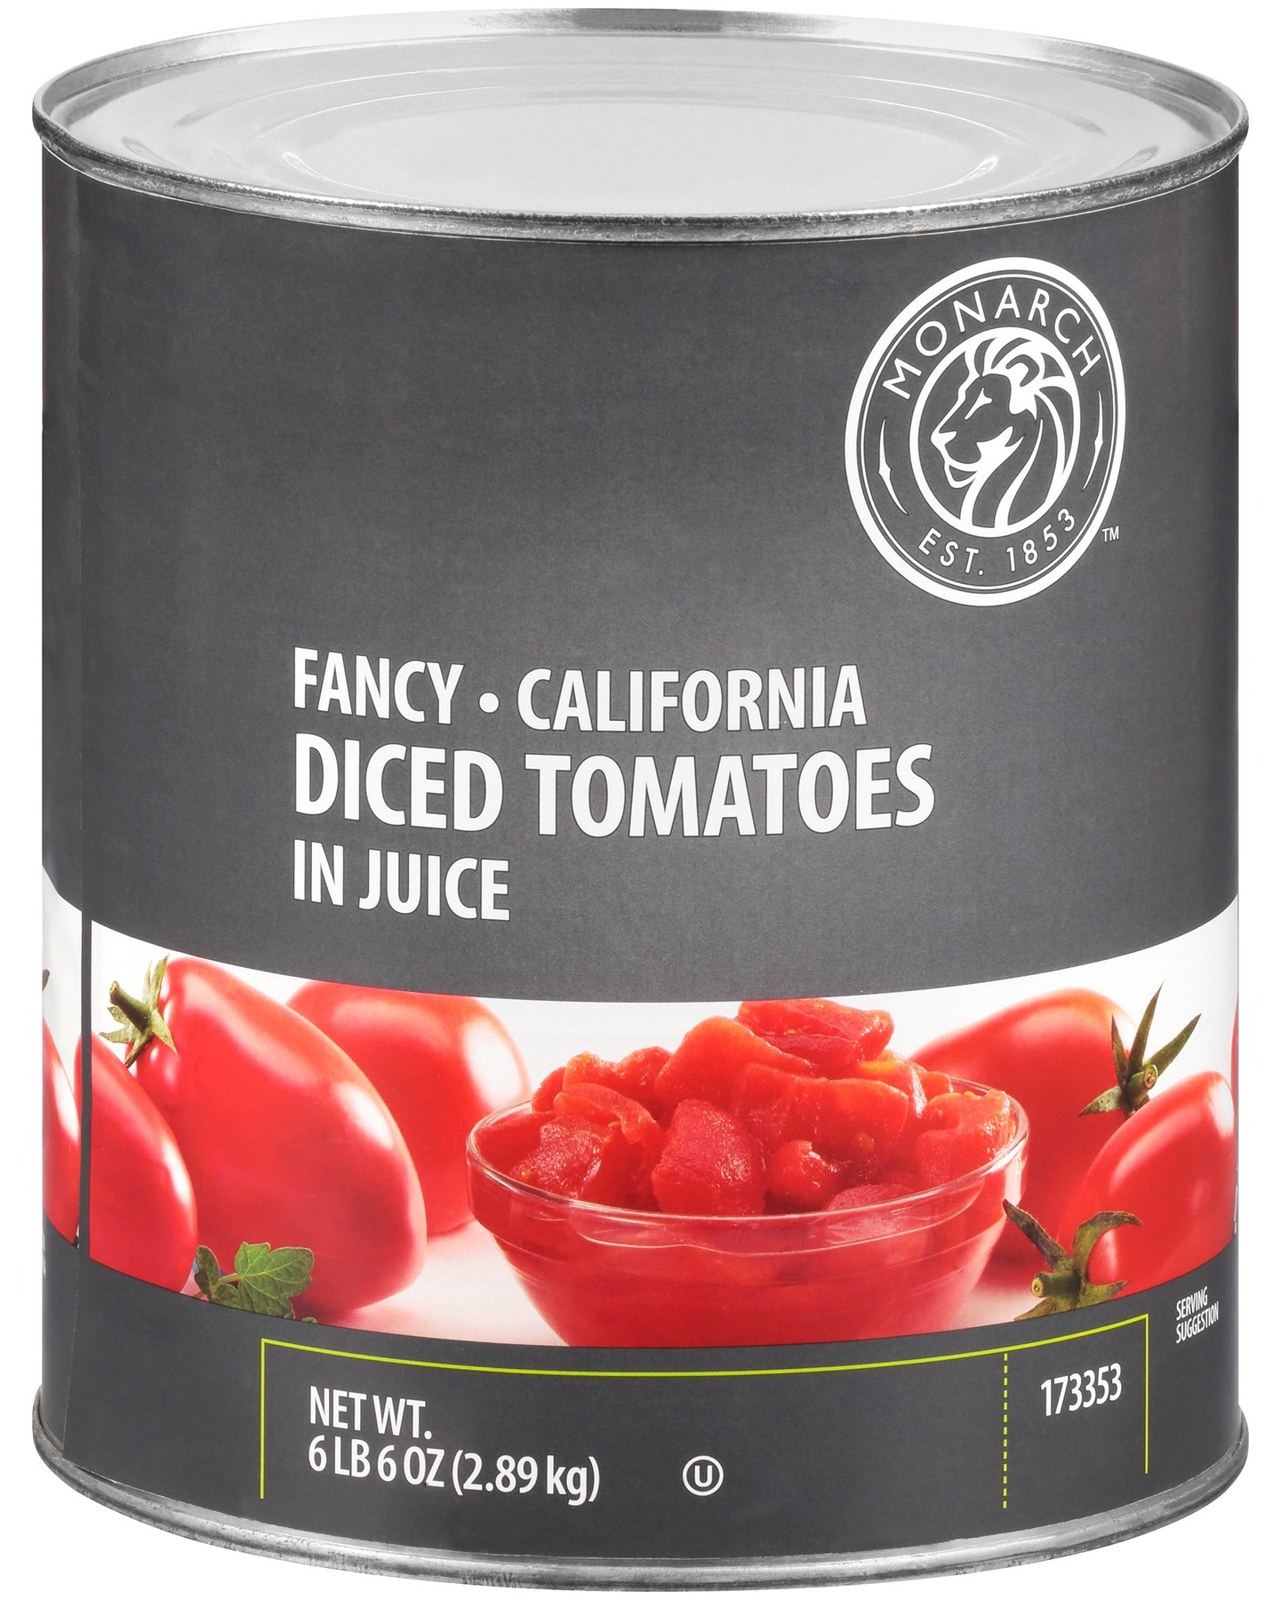 MONARCH
EST. 1853
TM
FANCY • CALIFORNIA
DICED TOMATOES
IN JUICE
SERVING
SUGGESTION
NET WT.
6 LB 6 OZ (2.89 kg)
U
173353